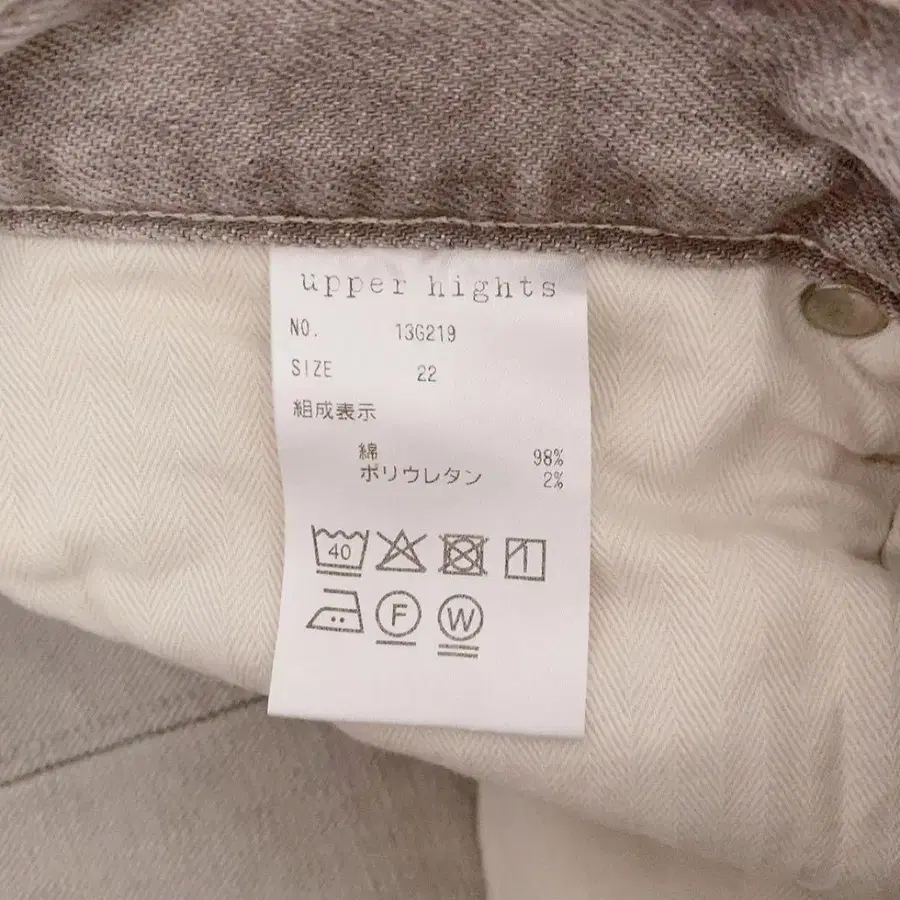 upper hights
NO. 13G219
SIZE 22
組成表示
綿 98%
ポリウレタン 2%
40
F W